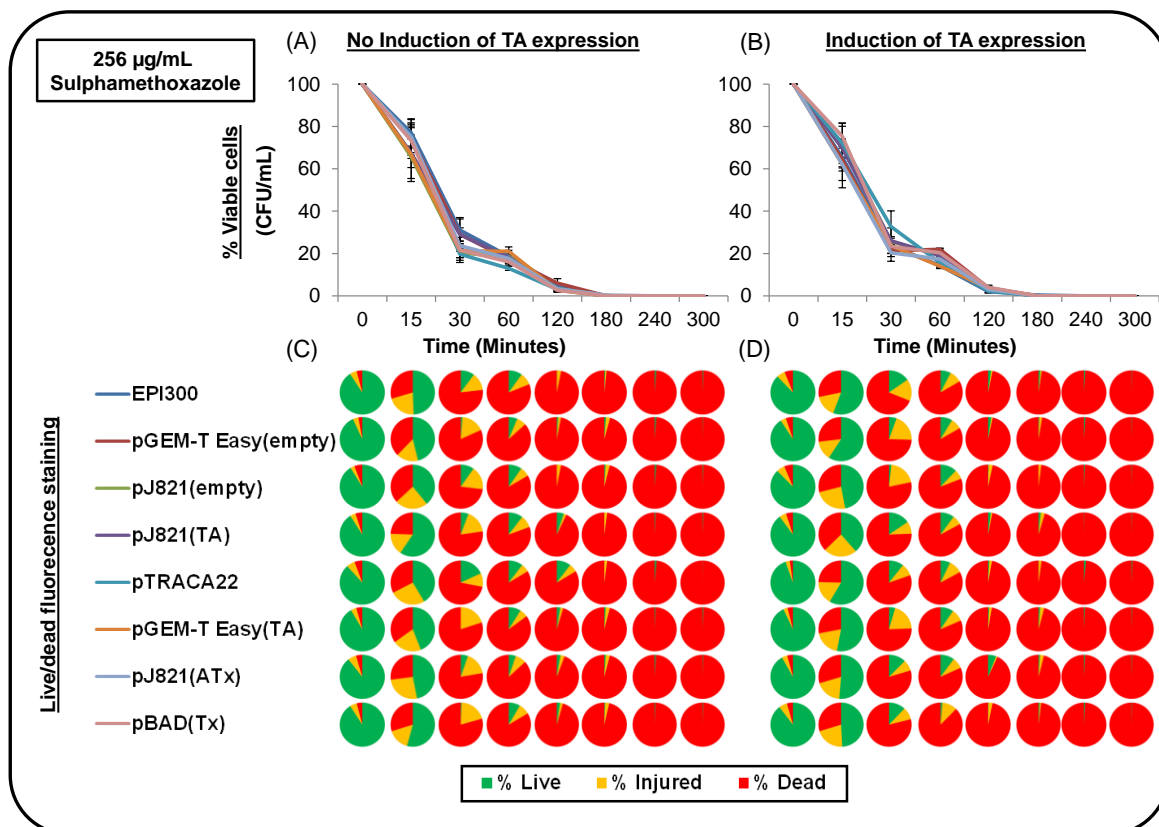 (A) No Induction of TA expression
(B) Induction of TA expression
256 µg/mL
Sulphamethoxazole
% Viable cells
(CFU/mL)
100
80
60
40
20
0
0 15 30 60 120 180 240 300
100
80
60
40
20
0
0 15 30 60 120 180 240 300
Time (Minutes)
Time (Minutes)
(C)
(D)
Live/dead fluorecence staining
EPI300
pGEM-T Easy(empty)
pJ821(empty)
pJ821(TA)
pTRACA22
pGEM-T Easy(TA)
pJ821(ATx)
pBAD(Tx)
% Live % Injured % Dead